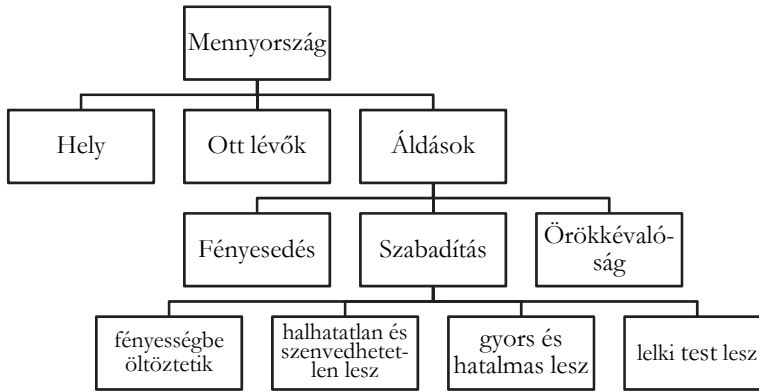 Mennyország
Hely
Ott lévők
Áldások
Fényesedés
Szabadítás
Örökkévaló-
ság
fényességbe
öltöztetik
halhatatlan és
szenvedhetet-
len lesz
gyors és
hatalmas lesz
lelki test lesz